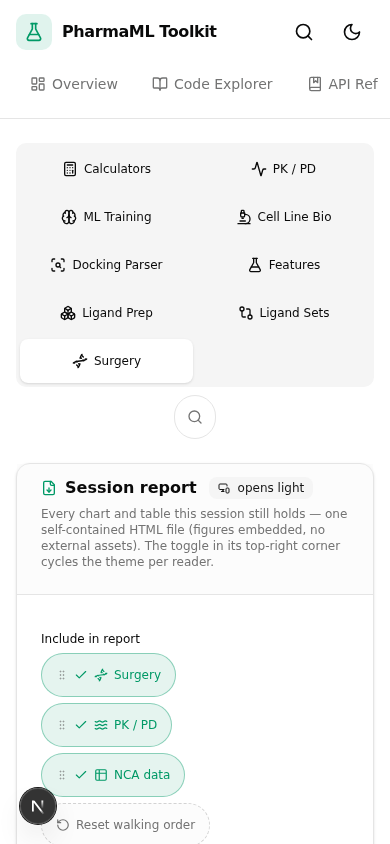 PharmaML Toolkit
Overview
Code Explorer
API Ref
Calculators
PK / PD
ML Training
Cell Line Bio
Docking Parser
Features
Ligand Prep
Ligand Sets
Surgery
Session report
opens light
Every chart and table this session still holds — one
self-contained HTML file (figures embedded, no
external assets). The toggle in its top-right corner
cycles the theme per reader.
Include in report
Surgery
PK / PD
NCA data
N
Reset walking order